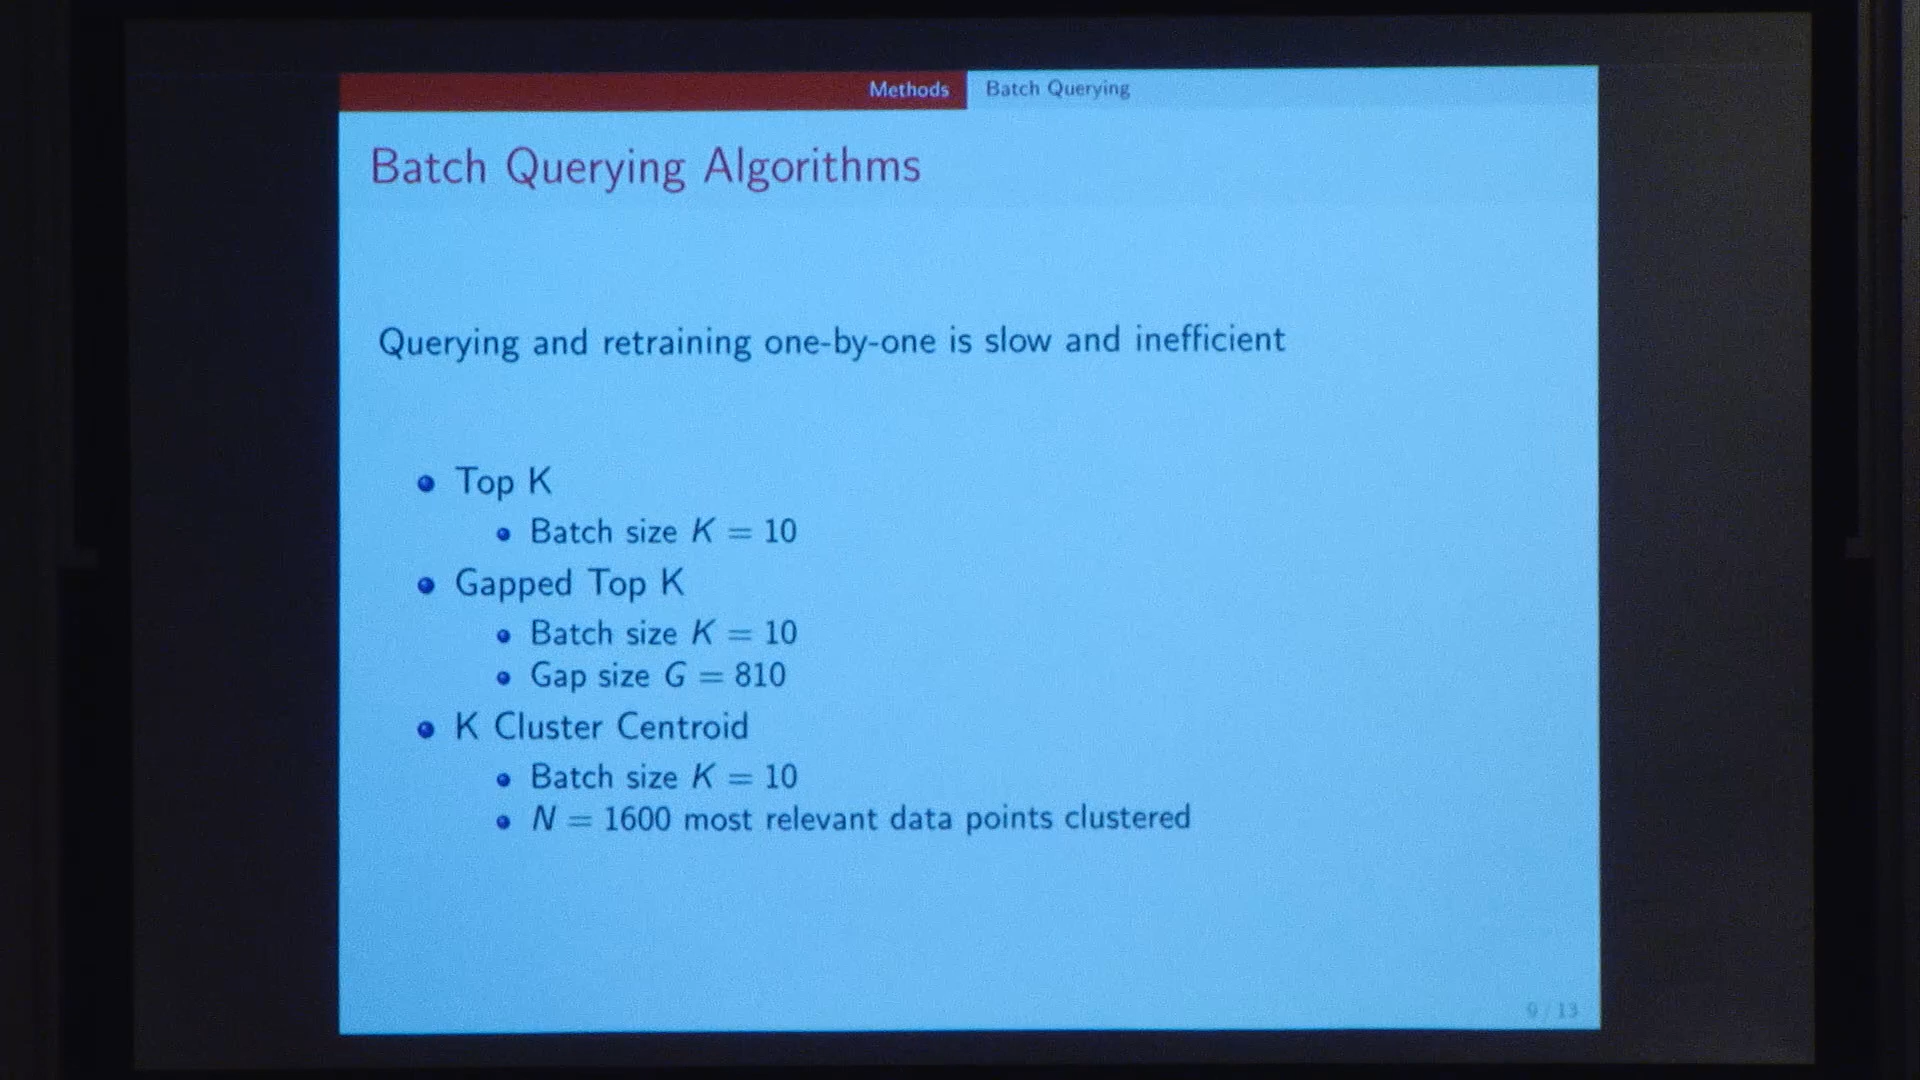 Methods Batch Querying
Batch Querying Algorithms
Querying and retraining one-by-one is slow and inefficient
Top K
Batch size K = 10
Gapped Top K
Batch size K = 10
Gap size G = 810
K Cluster Centroid
Batch size K = 10
N = 1600 most relevant data points clustered
9 / 13